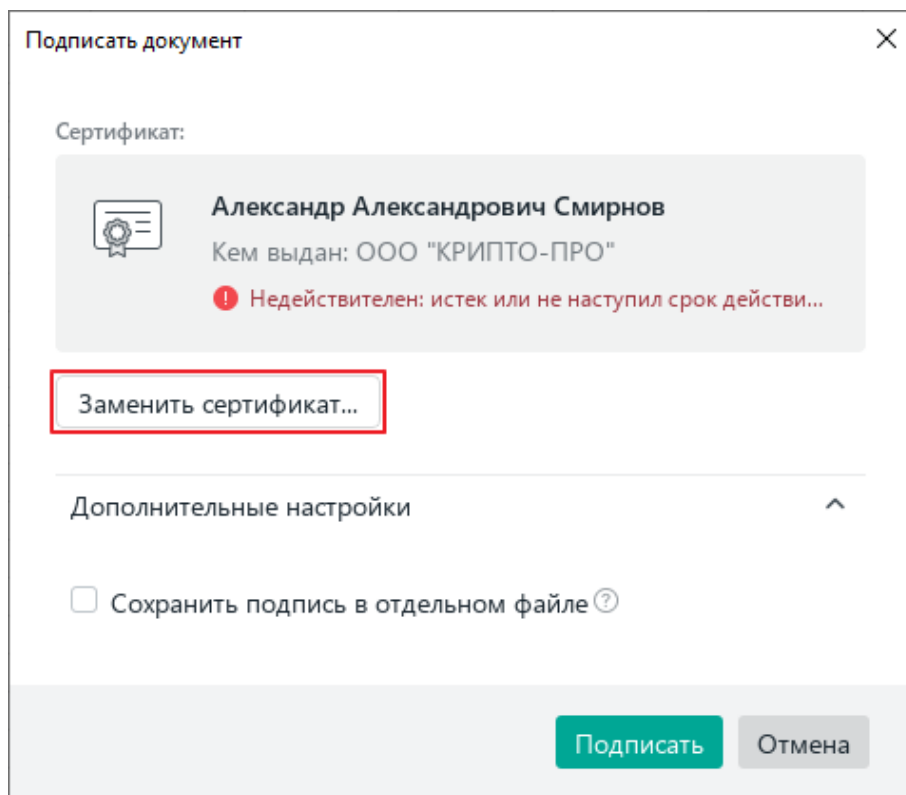 Подписать документ
Сертификат:
Александр Александрович Смирнов
Кем выдан: ООО "КРИПТО-ПРО"
Недействителен: истек или не наступил срок действи...
Заменить сертификат...
Дополнительные настройки
Сохранить подпись в отдельном файле ?
Подписать Отмена